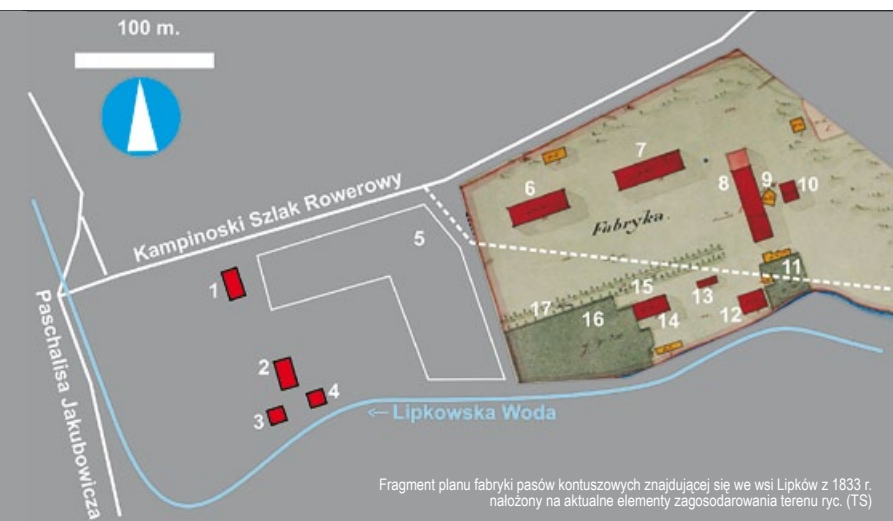 100 m.
7
6
8
9
10
Kampinoski Szlak Rowerowy
Fabryka.
5
11
1
15
13
17
16
14
12
Paschalisa Jakubowicza
2
4
3
← Lipkowska Woda
Fragment planu fabryki pasów kontuszowych znajdującej się we wsi Lipków z 1833 r.
nałożony na aktualne elementy zagosodarowania terenu ryc. (TS)